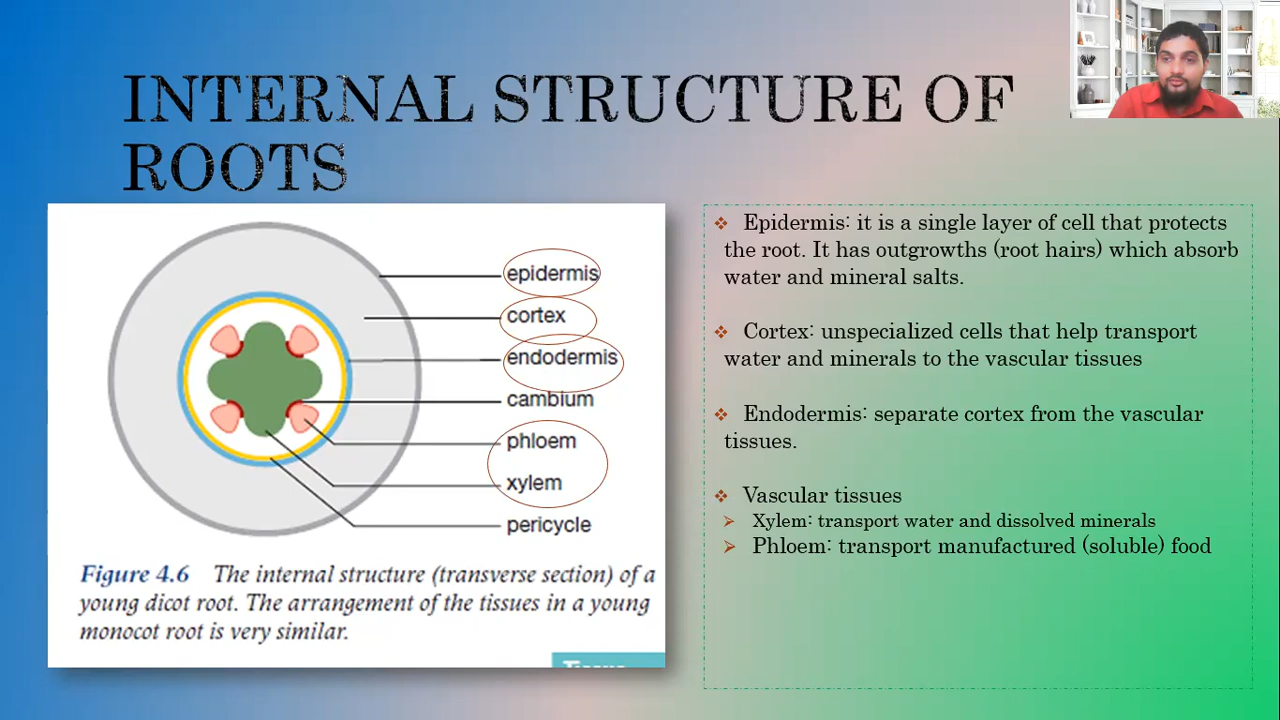 INTERNAL STRUCTURE OF
ROOTS
epidermis
cortex
endodermis
cambium
phloem
xylem
pericycle
Figure 4.6 The internal structure (transverse section) of a
young dicot root. The arrangement of the tissues in a young
monocot root is very similar.
Epidermis: it is a single layer of cell that protects
the root. It has outgrowths (root hairs) which absorb
water and mineral salts.
Cortex: unspecialized cells that help transport
water and minerals to the vascular tissues
Endodermis: separate cortex from the vascular
tissues.
Vascular tissues
Xylem: transport water and dissolved minerals
Phloem: transport manufactured (soluble) food